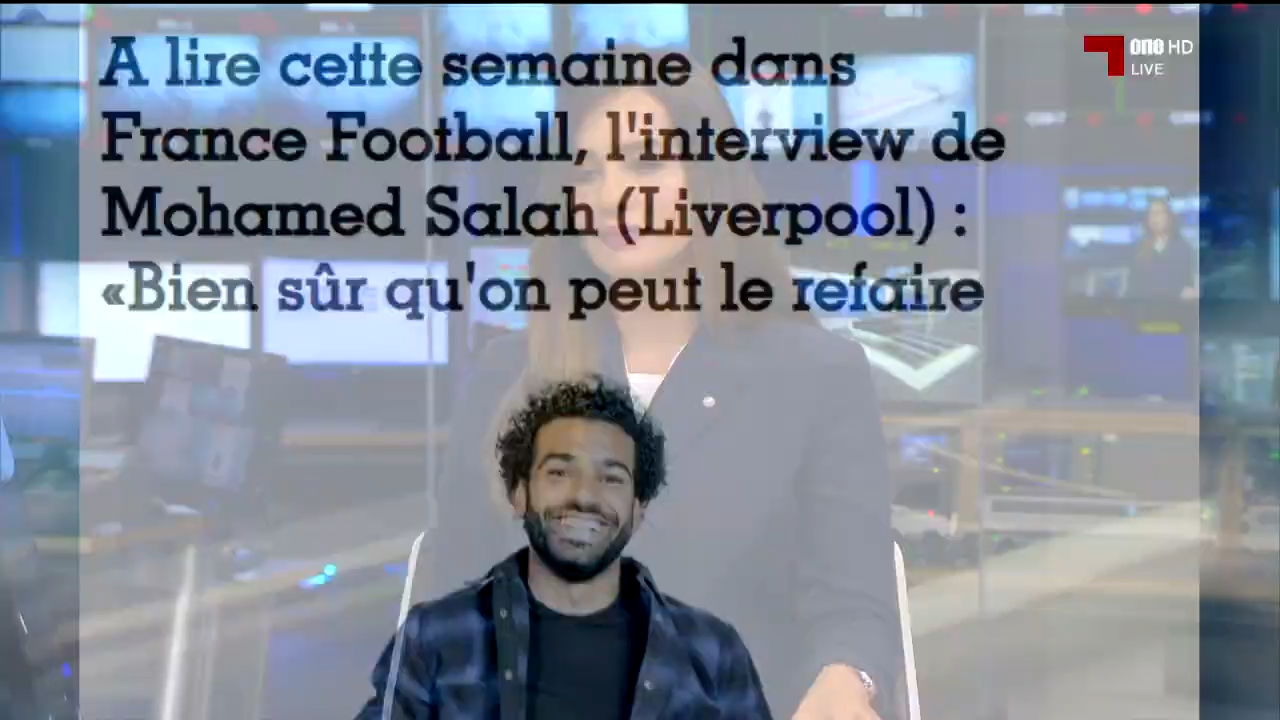 A lire cette semaine dans
France Football, l'interview de
Mohamed Salah (Liverpool) :
«Bien sûr qu'on peut le refaire
one HD
LIVE